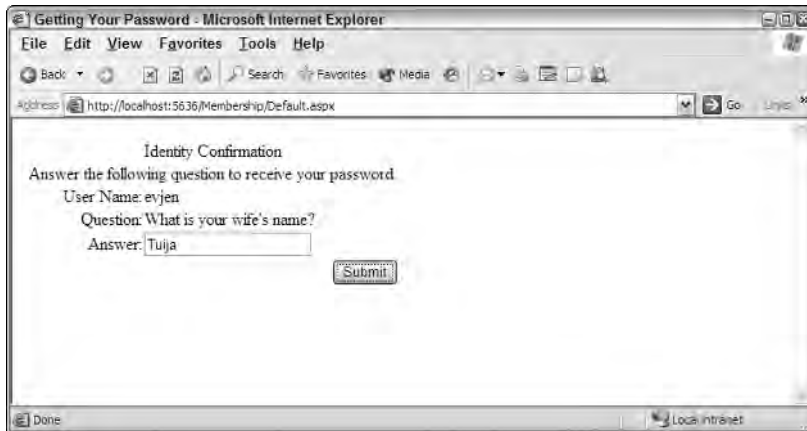 Getting Your Password - Microsoft Internet Explorer
File Edit View Favorites Tools Help
Back Search Favorites Media
Address http://localhost:5636/Membership/Default.aspx Go Links »
Identity Confirmation
Answer the following question to receive your password.
User Name: evjen
Question: What is your wife's name?
Answer: Tuija
Submit
Done Local intranet